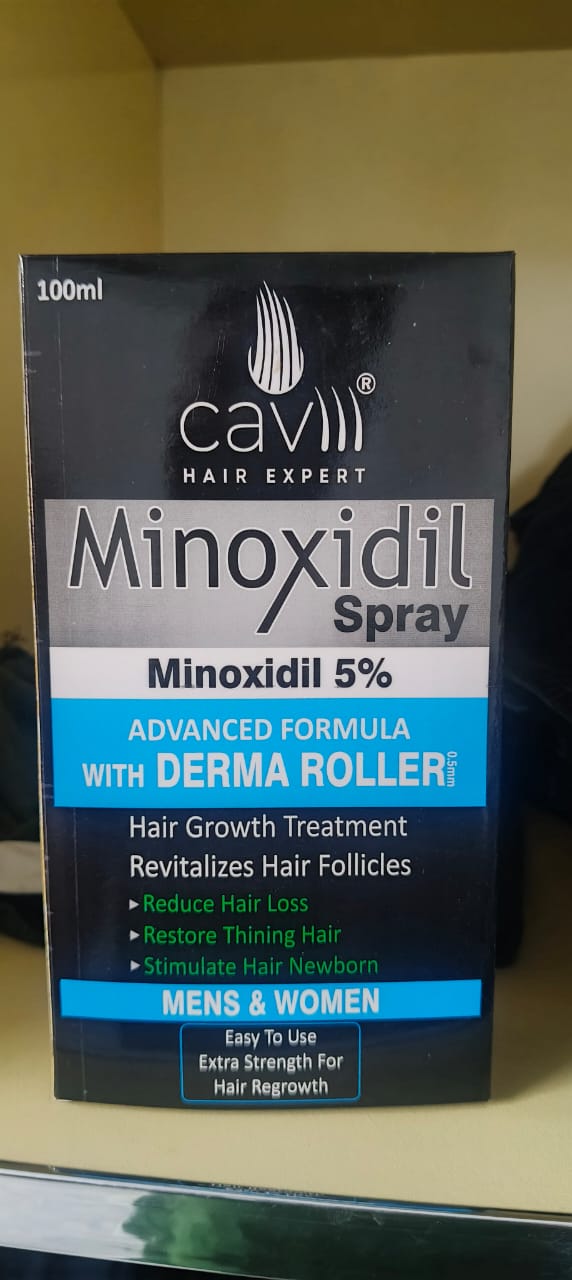 100ml
cavill®
HAIR EXPERT
Minoxidil
Spray
Minoxidil 5%
ADVANCED FORMULA
WITH DERMA ROLLER 0.5mm
Hair Growth Treatment
Revitalizes Hair Follicles
▸Reduce Hair Loss
▸Restore Thining Hair
▸Stimulate Hair Newborn
MENS & WOMEN
Easy To Use
Extra Strength For
Hair Regrowth